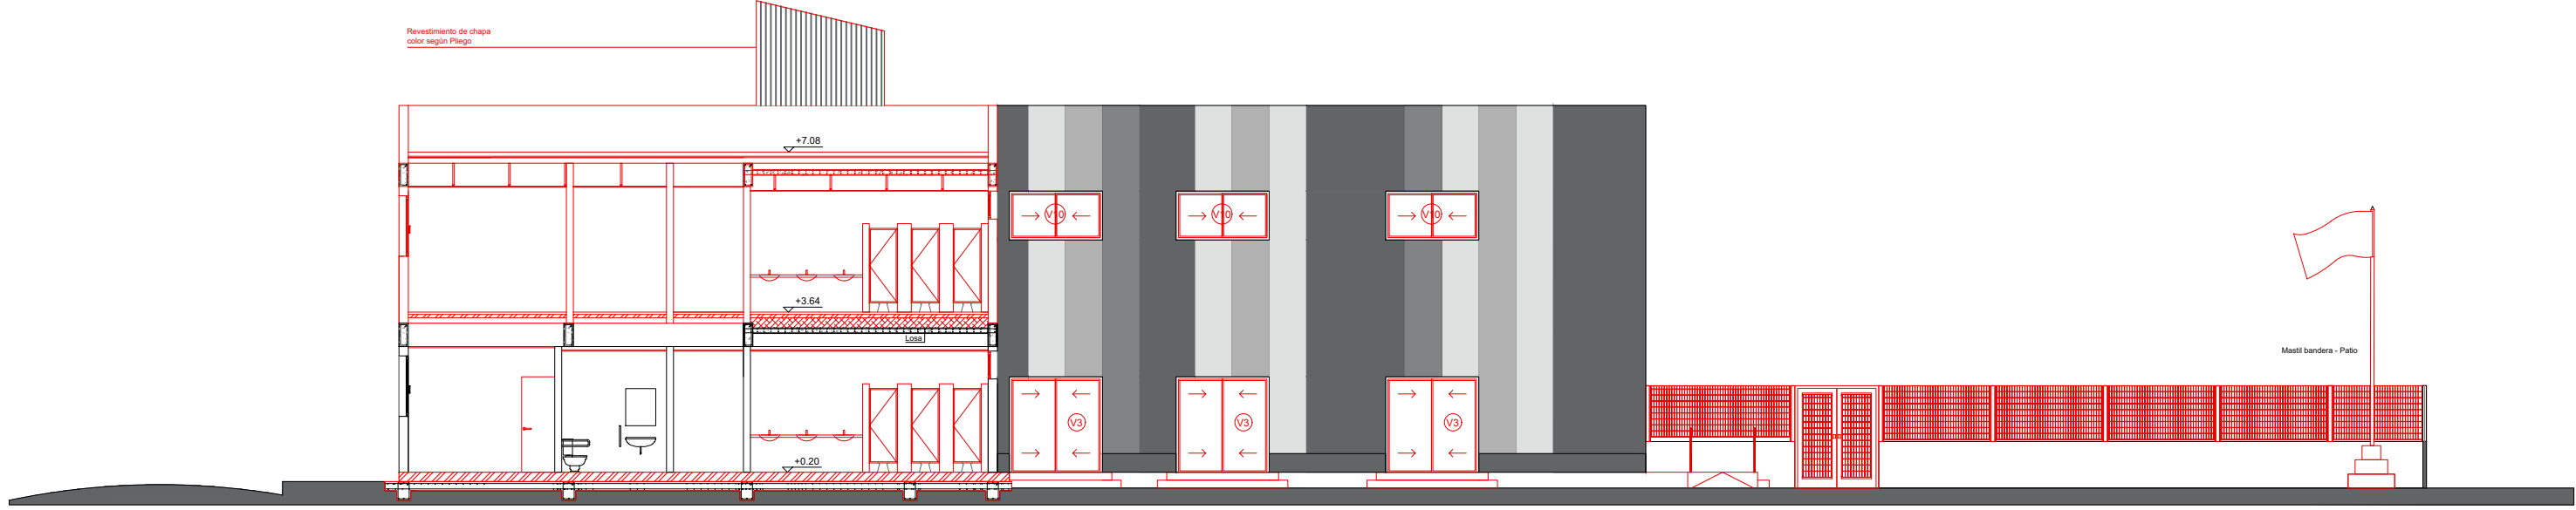 Revestimiento de chapa
color según Pliego
+7.08
V10
V10
V10
+3.64
Losa
Mastil bandera - Patio
V3
V3
V3
+0.20